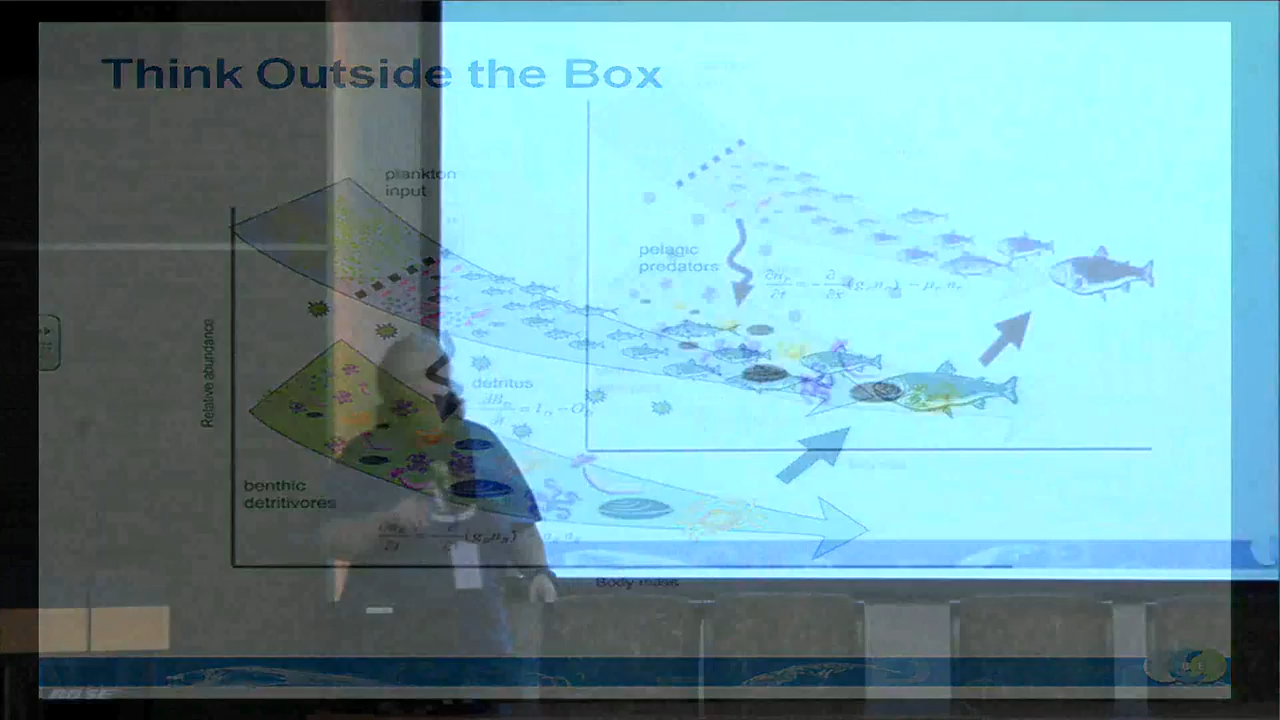 Think Outside the Box
plankton
input
pelagic
predators
Relative abundance
detritus
benthic
detritivores
Body mass